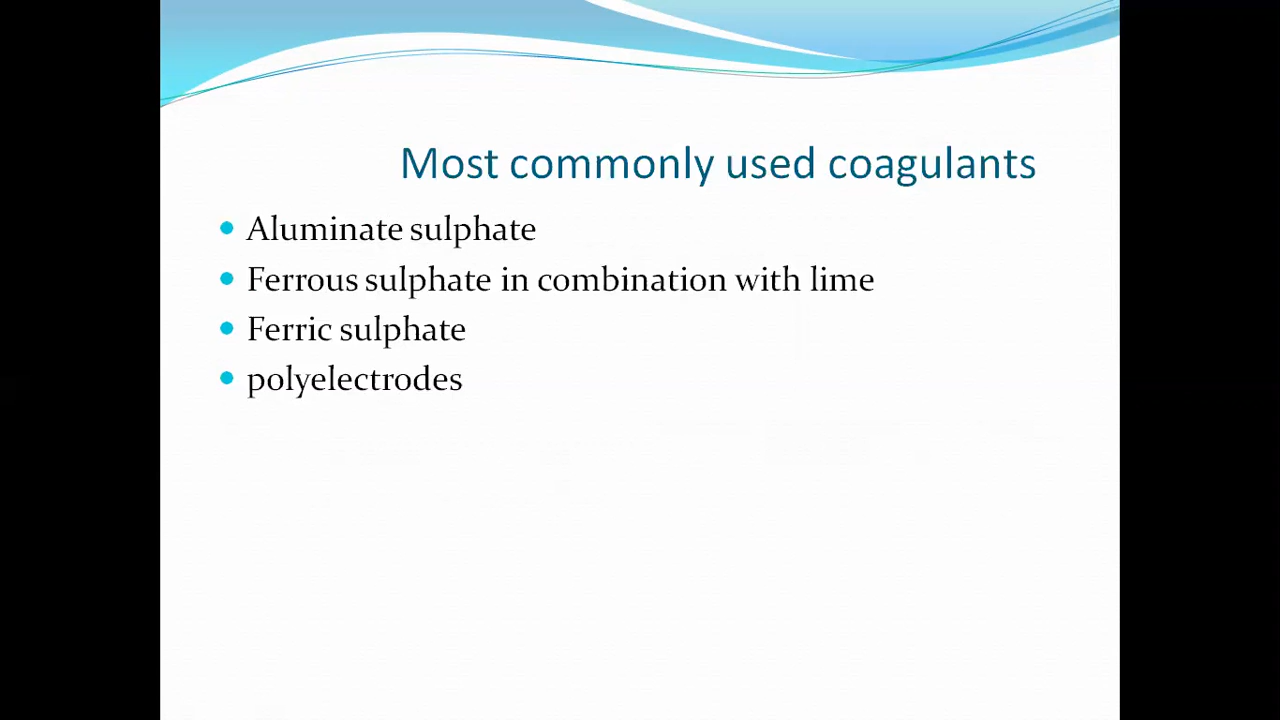 Most commonly used coagulants
Aluminate sulphate
Ferrous sulphate in combination with lime
Ferric sulphate
polyelectrodes